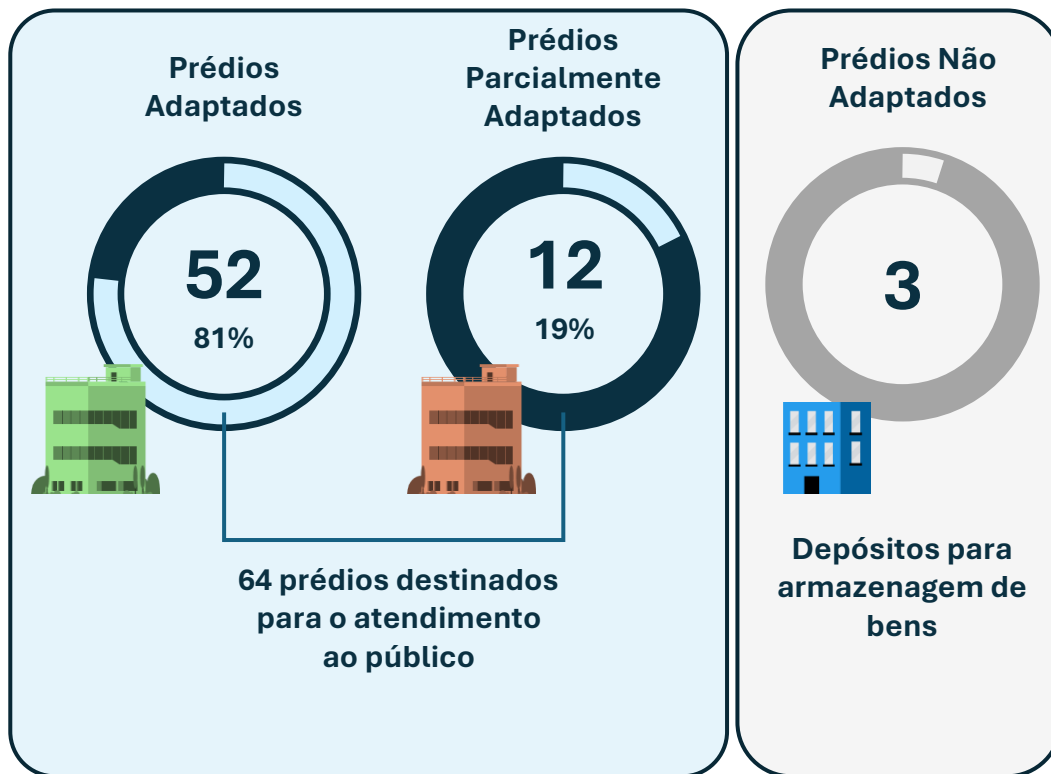 Prédios
Adaptados
52
81%
Prédios
Parcialmente
Adaptados
12
19%
64 prédios destinados
para o atendimento
ao público
Prédios Não
Adaptados
3
Depósitos para
armazenagem de
bens